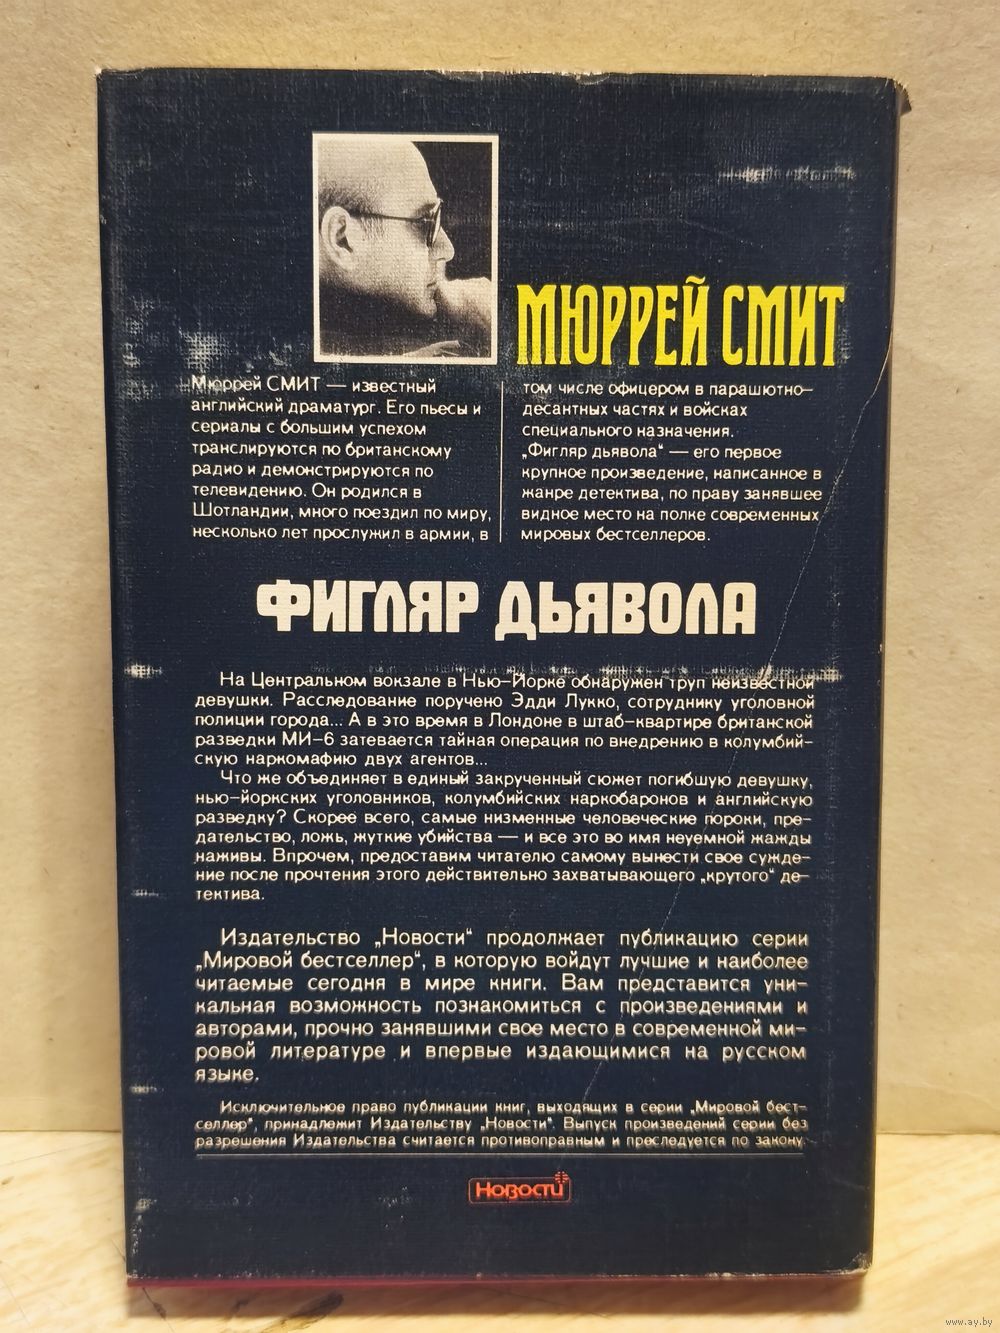 МЮРРЕЙ СМИТ
Мюррей СМИТ — известный
английский драматург. Его пьесы и
сериалы с большим успехом
транслируются по британскому
радио и демонстрируются по
телевидению. Он родился в
Шотландии, много поездил по миру,
несколько лет прослужил в армии, в
том числе офицером в парашютно-
десантных частях и войсках
специального назначения.
„Фигляр дьявола“ — его первое
крупное произведение, написанное в
жанре детектива, по праву занявшее
видное место на полке современных
мировых бестселлеров.
ФИГЛЯР ДЬЯВОЛА
На Центральном вокзале в Нью-Йорке обнаружен труп неизвестной
девушки. Расследование поручено Эдди Лукко, сотруднику уголовной
полиции города... А в это время в Лондоне в штаб-квартире британской
разведки МИ-6 затевается тайная операция по внедрению в колумбий-
скую наркомафию двух агентов...
Что же объединяет в единый закрученный сюжет погибшую девушку,
нью-йоркских уголовников, колумбийских наркобаронов и английскую
разведку? Скорее всего, самые низменные человеческие пороки, пре-
дательство, ложь, жуткие убийства — и все это во имя неуемной жажды
наживы. Впрочем, предоставим читателю самому вынести свое сужде-
ние после прочтения этого действительно захватывающего „крутого“ де-
тектива.
Издательство „Новости“ продолжает публикацию серии
„Мировой бестселлер“, в которую войдут лучшие и наиболее
читаемые сегодня в мире книги. Вам представится уни-
кальная возможность познакомиться с произведениями и
авторами, прочно занявшими свое место в современной ми-
ровой литературе и впервые издающимися на русском
языке.
Исключительное право публикации книг, выходящих в серии „Мировой бест-
селлер“, принадлежит Издательству „Новости“. Выпуск произведений серии без
разрешения Издательства считается противоправным и преследуется по закону
Новости
www.ay.by